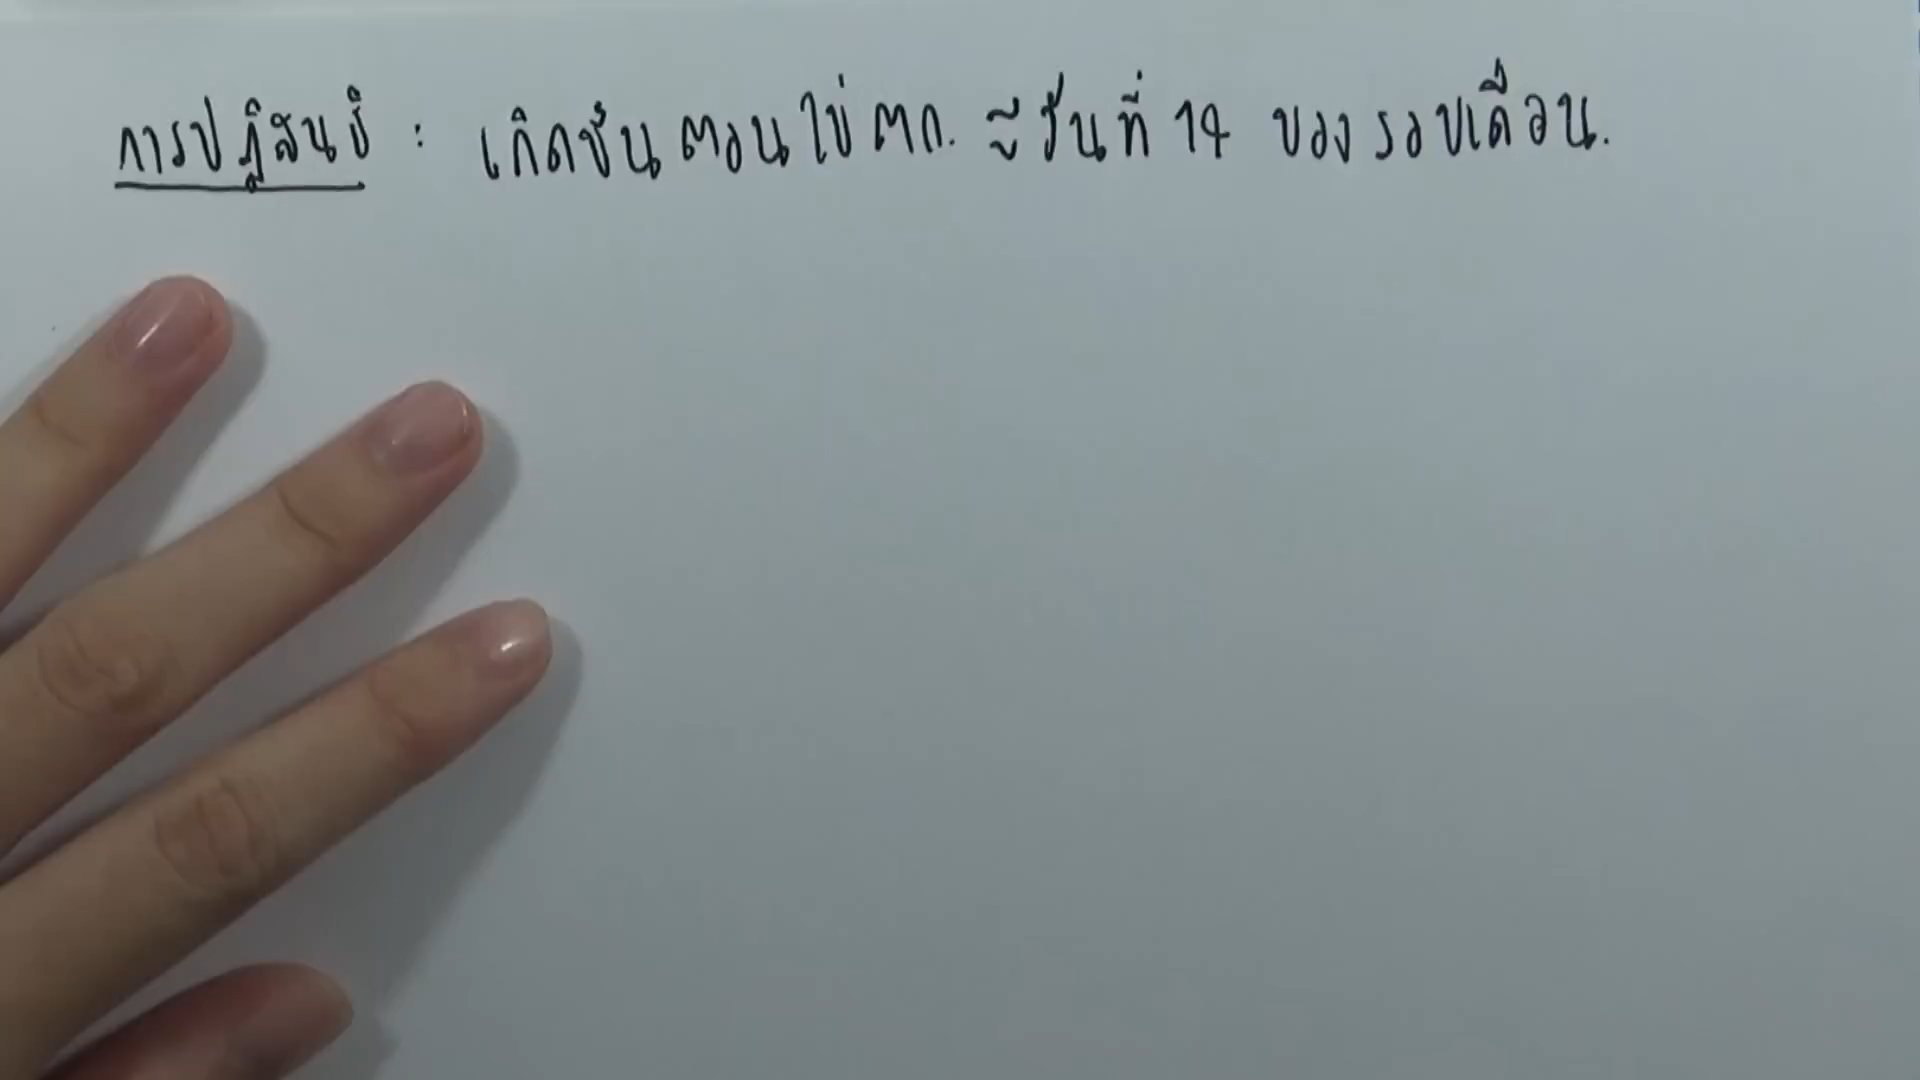 การปฏิสนธิ : เกิดขึ้นตอนไข่ตก. ≈ วันที่ 14 ของรอบเดือน.